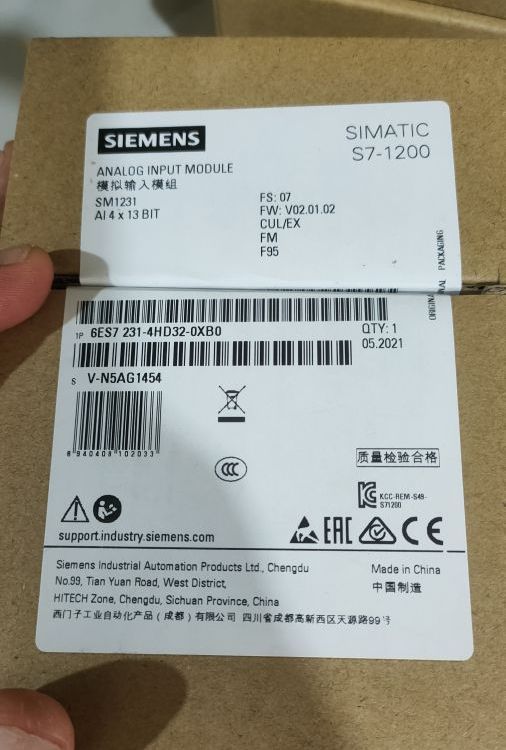 SIEMENS
SIMATIC
S7-1200
ANALOG INPUT MODULE
模拟输入模组
SM1231
AI 4 x 13 BIT
FS: 07
FW: V02.01.02
CUL/EX
FM
F95
ORIGINAL PACKAGING
1P 6ES7 231-4HD32-0XB0
QTY: 1
05.2021
S V-N5AG1454
8 940408 102033
CCC
质量检验合格
KCC-REM-S49-
S71200
EAC
CE
support.industry.siemens.com
Siemens Industrial Automation Products Ltd., Chengdu
No.99, Tian Yuan Road, West District,
HITECH Zone, Chengdu, Sichuan Province, China
西门子工业自动化产品（成都）有限公司 四川省成都高新西区天源路99号
Made in China
中国制造